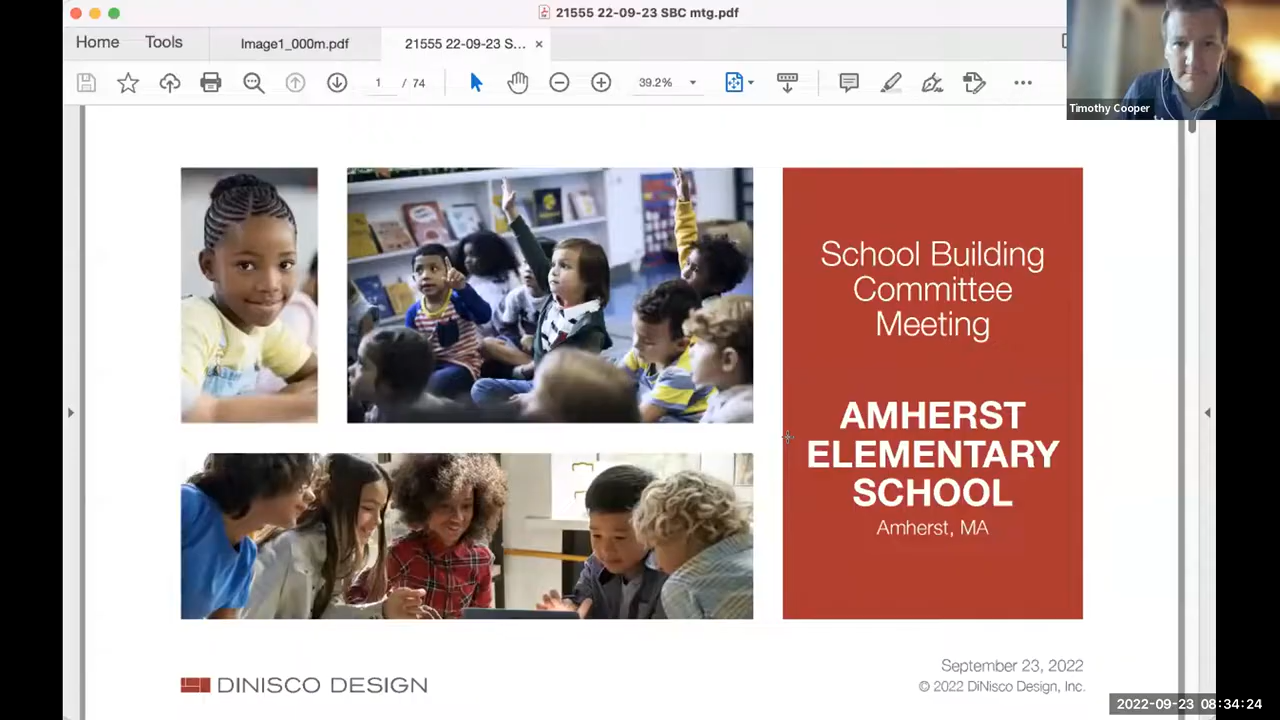 21555 22-09-23 SBC mtg.pdf
Home
Tools
Image1_000m.pdf
21555 22-09-23 S...
1
/ 74
39.2%
Timothy Cooper
School Building
Committee
Meeting
AMHERST
ELEMENTARY
SCHOOL
Amherst, MA
DINISCO DESIGN
September 23, 2022
© 2022 DiNisco Design, Inc.
2022-09-23 08:34:24